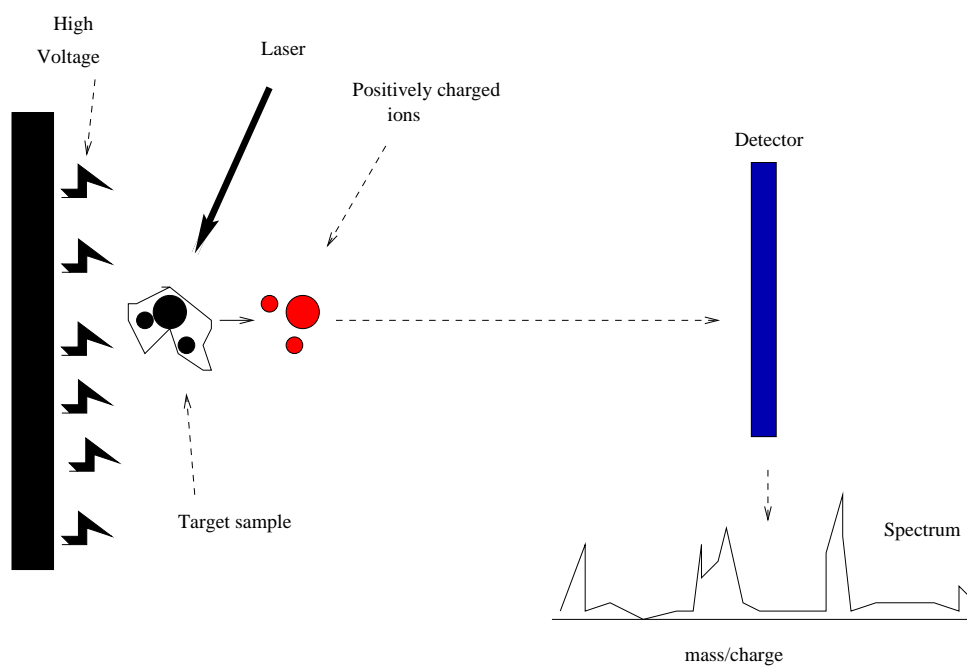 High
Voltage
Laser
Positively charged
ions
Detector
Target sample
Spectrum
mass/charge